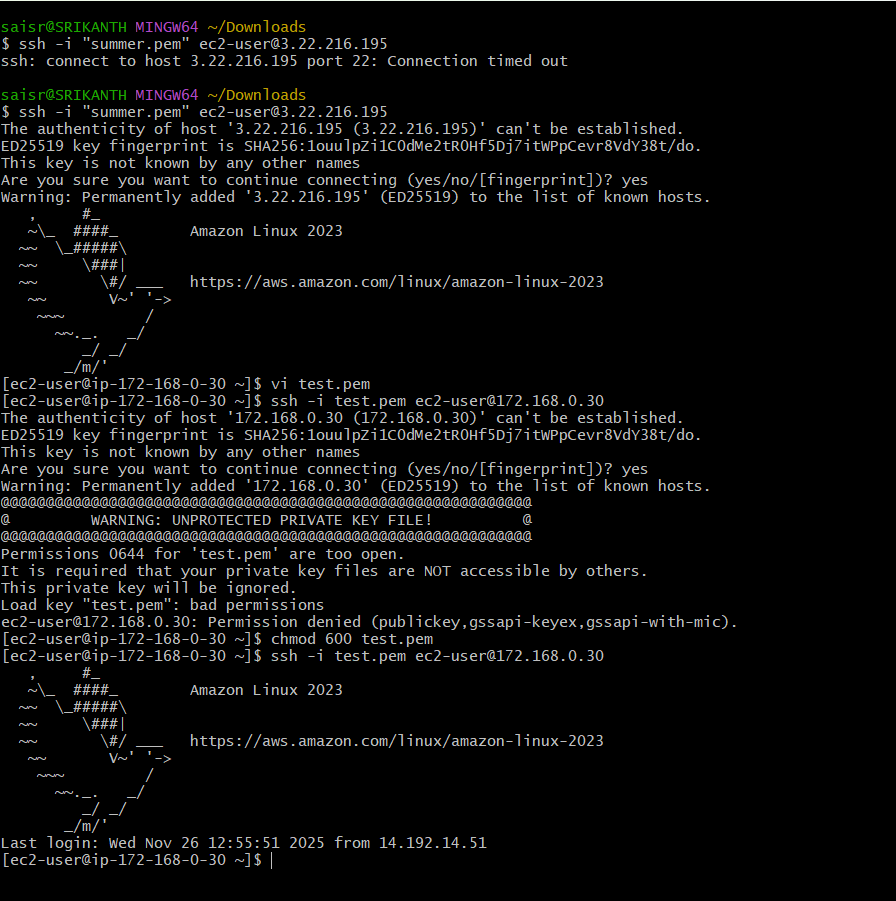 saisr@SRIKANTH MINGW64 ~/Downloads
$ ssh -i "summer.pem" ec2-user@3.22.216.195
ssh: connect to host 3.22.216.195 port 22: Connection timed out

saisr@SRIKANTH MINGW64 ~/Downloads
$ ssh -i "summer.pem" ec2-user@3.22.216.195
The authenticity of host '3.22.216.195 (3.22.216.195)' can't be established.
ED25519 key fingerprint is SHA256:1ouulpZi1C0dMe2tR0Hf5Dj7itWPpCevr8VdY38t/do.
This key is not known by any other names
Are you sure you want to continue connecting (yes/no/[fingerprint])? yes
Warning: Permanently added '3.22.216.195' (ED25519) to the list of known hosts.
   ,     #_
   ~\_  ####_        Amazon Linux 2023
  ~~  \_#####\
  ~~     \###|
  ~~       \#/ ___   https://aws.amazon.com/linux/amazon-linux-2023
   ~~       V~' '->
    ~~~         /
      ~~._.   _/
         _/ _/
       _/m/'
[ec2-user@ip-172-168-0-30 ~]$ vi test.pem
[ec2-user@ip-172-168-0-30 ~]$ ssh -i test.pem ec2-user@172.168.0.30
The authenticity of host '172.168.0.30 (172.168.0.30)' can't be established.
ED25519 key fingerprint is SHA256:1ouulpZi1C0dMe2tR0Hf5Dj7itWPpCevr8VdY38t/do.
This key is not known by any other names
Are you sure you want to continue connecting (yes/no/[fingerprint])? yes
Warning: Permanently added '172.168.0.30' (ED25519) to the list of known hosts.
@@@@@@@@@@@@@@@@@@@@@@@@@@@@@@@@@@@@@@@@@@@@@@@@@@@@@@@@@@@
@         WARNING: UNPROTECTED PRIVATE KEY FILE!          @
@@@@@@@@@@@@@@@@@@@@@@@@@@@@@@@@@@@@@@@@@@@@@@@@@@@@@@@@@@@
Permissions 0644 for 'test.pem' are too open.
It is required that your private key files are NOT accessible by others.
This private key will be ignored.
Load key "test.pem": bad permissions
ec2-user@172.168.0.30: Permission denied (publickey,gssapi-keyex,gssapi-with-mic).
[ec2-user@ip-172-168-0-30 ~]$ chmod 600 test.pem
[ec2-user@ip-172-168-0-30 ~]$ ssh -i test.pem ec2-user@172.168.0.30
   ,     #_
   ~\_  ####_        Amazon Linux 2023
  ~~  \_#####\
  ~~     \###|
  ~~       \#/ ___   https://aws.amazon.com/linux/amazon-linux-2023
   ~~       V~' '->
    ~~~         /
      ~~._.   _/
         _/ _/
       _/m/'
Last login: Wed Nov 26 12:55:51 2025 from 14.192.14.51
[ec2-user@ip-172-168-0-30 ~]$